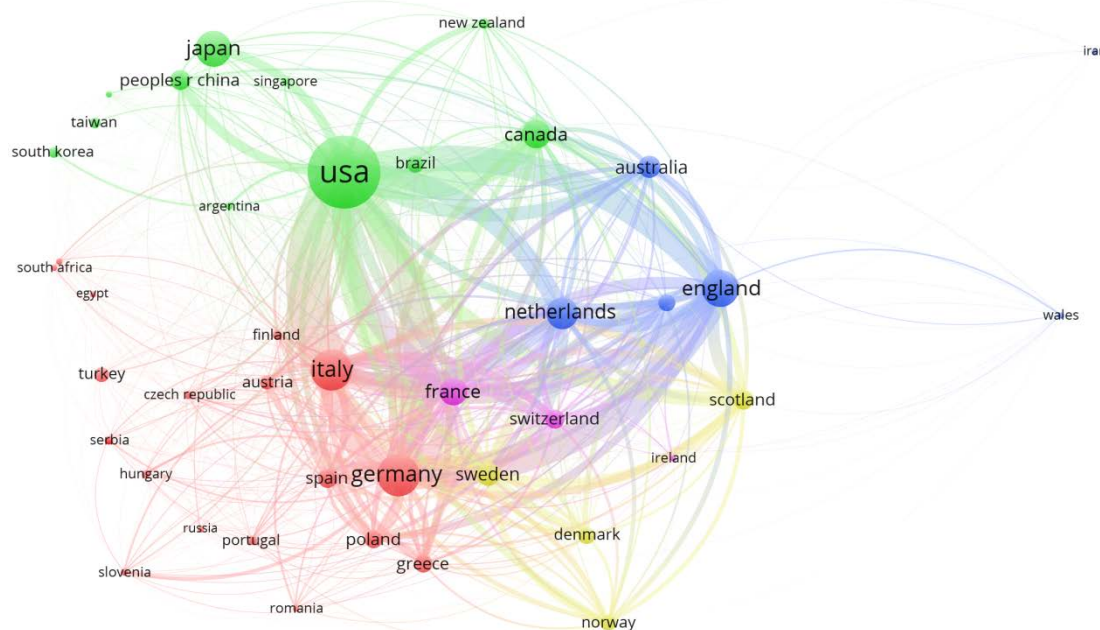 new zealand
japan
iran
peoples r china
singapore
taiwan
canada
south korea
brazil
australia
usa
argentina
south africa
england
egypt
netherlands
wales
finland
italy
turkey
austria
czech republic
france
scotland
switzerland
serbia
ireland
hungary
spain
germany
sweden
russia
portugal
poland
denmark
greece
slovenia
romania
norway